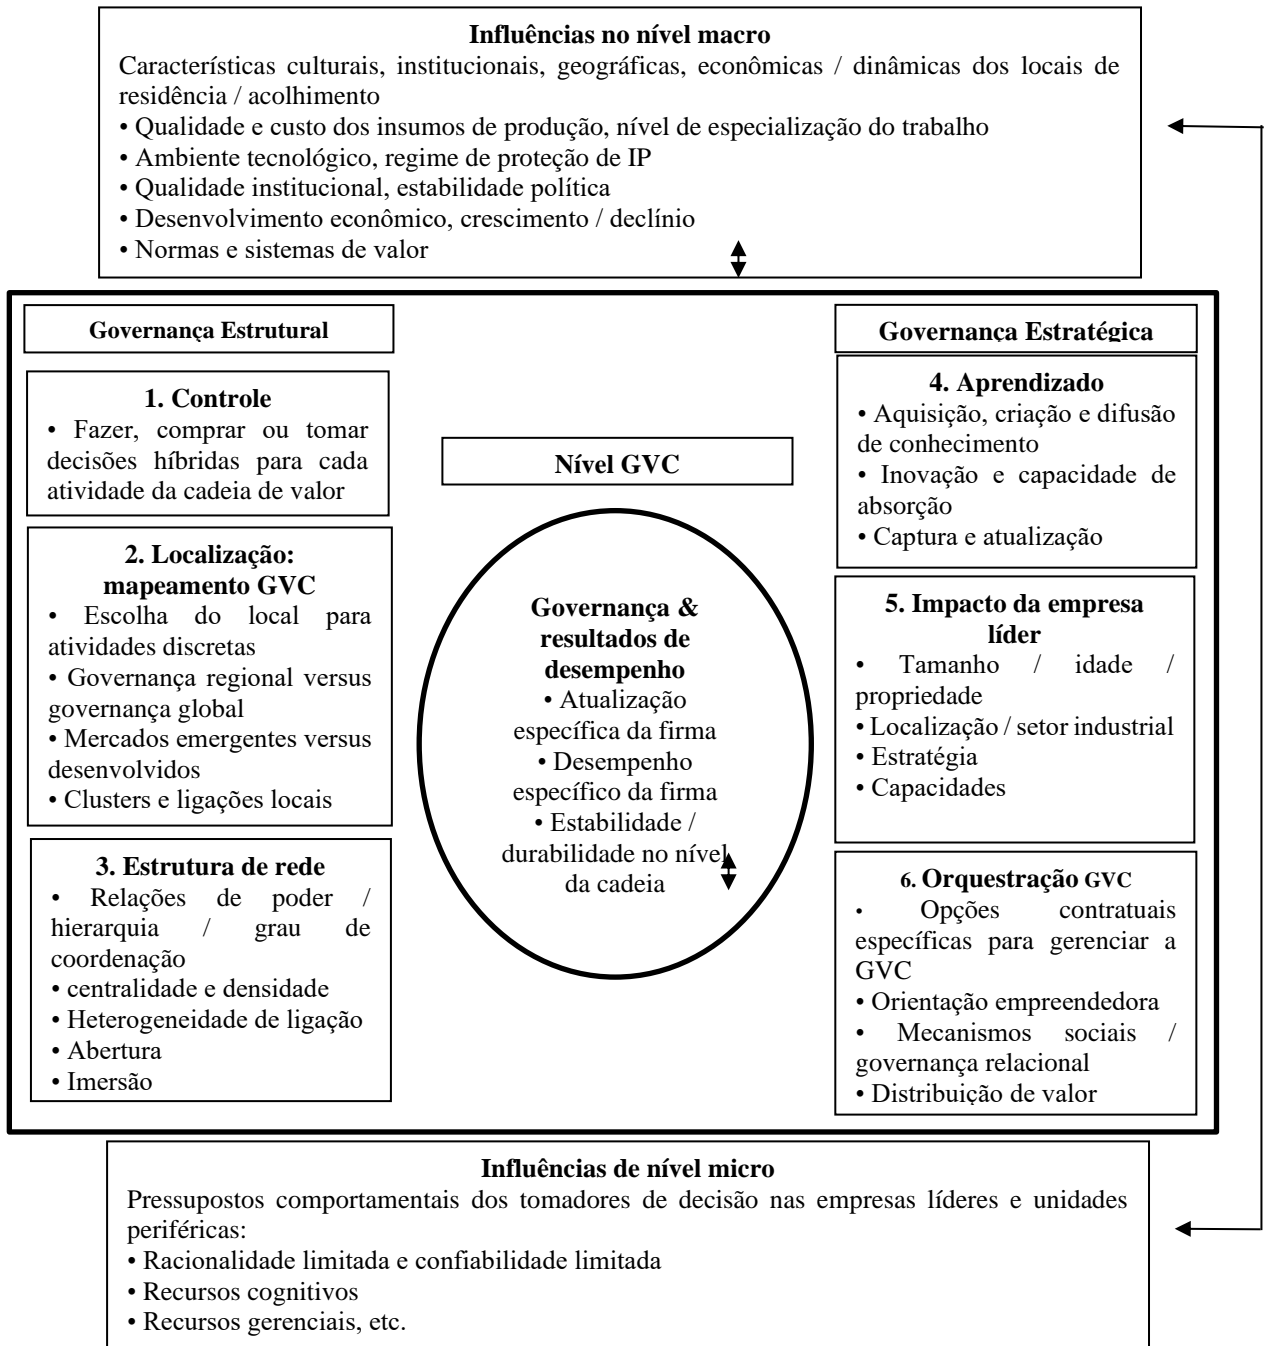 Influências no nível macro
Características culturais, institucionais, geográficas, econômicas / dinâmicas dos locais de
residência / acolhimento
• Qualidade e custo dos insumos de produção, nível de especialização do trabalho
• Ambiente tecnológico, regime de proteção de IP
• Qualidade institucional, estabilidade política
• Desenvolvimento econômico, crescimento / declínio
• Normas e sistemas de valor
Governança Estrutural
1. Controle
• Fazer, comprar ou tomar
decisões híbridas para cada
atividade da cadeia de valor
2. Localização:
mapeamento GVC
• Escolha do local para
atividades discretas
• Governança regional versus
governança global
• Mercados emergentes versus
desenvolvidos
• Clusters e ligações locais
3. Estrutura de rede
• Relações de poder /
hierarquia / grau de
coordenação
• centralidade e densidade
• Heterogeneidade de ligação
• Abertura
• Imersão
Nível GVC
Governança &
resultados de
desempenho
• Atualização
específica da firma
• Desempenho
específico da firma
• Estabilidade /
durabilidade no nível
da cadeia
Governança Estratégica
4. Aprendizado
• Aquisição, criação e difusão
de conhecimento
• Inovação e capacidade de
absorção
• Captura e atualização
5. Impacto da empresa
líder
• Tamanho / idade /
propriedade
• Localização / setor industrial
• Estratégia
• Capacidades
6. Orquestração GVC
• Opções contratuais
específicas para gerenciar a
GVC
• Orientação empreendedora
• Mecanismos sociais /
governança relacional
• Distribuição de valor
Influências de nível micro
Pressupostos comportamentais dos tomadores de decisão nas empresas líderes e unidades
periféricas:
• Racionalidade limitada e confiabilidade limitada
• Recursos cognitivos
• Recursos gerenciais, etc.